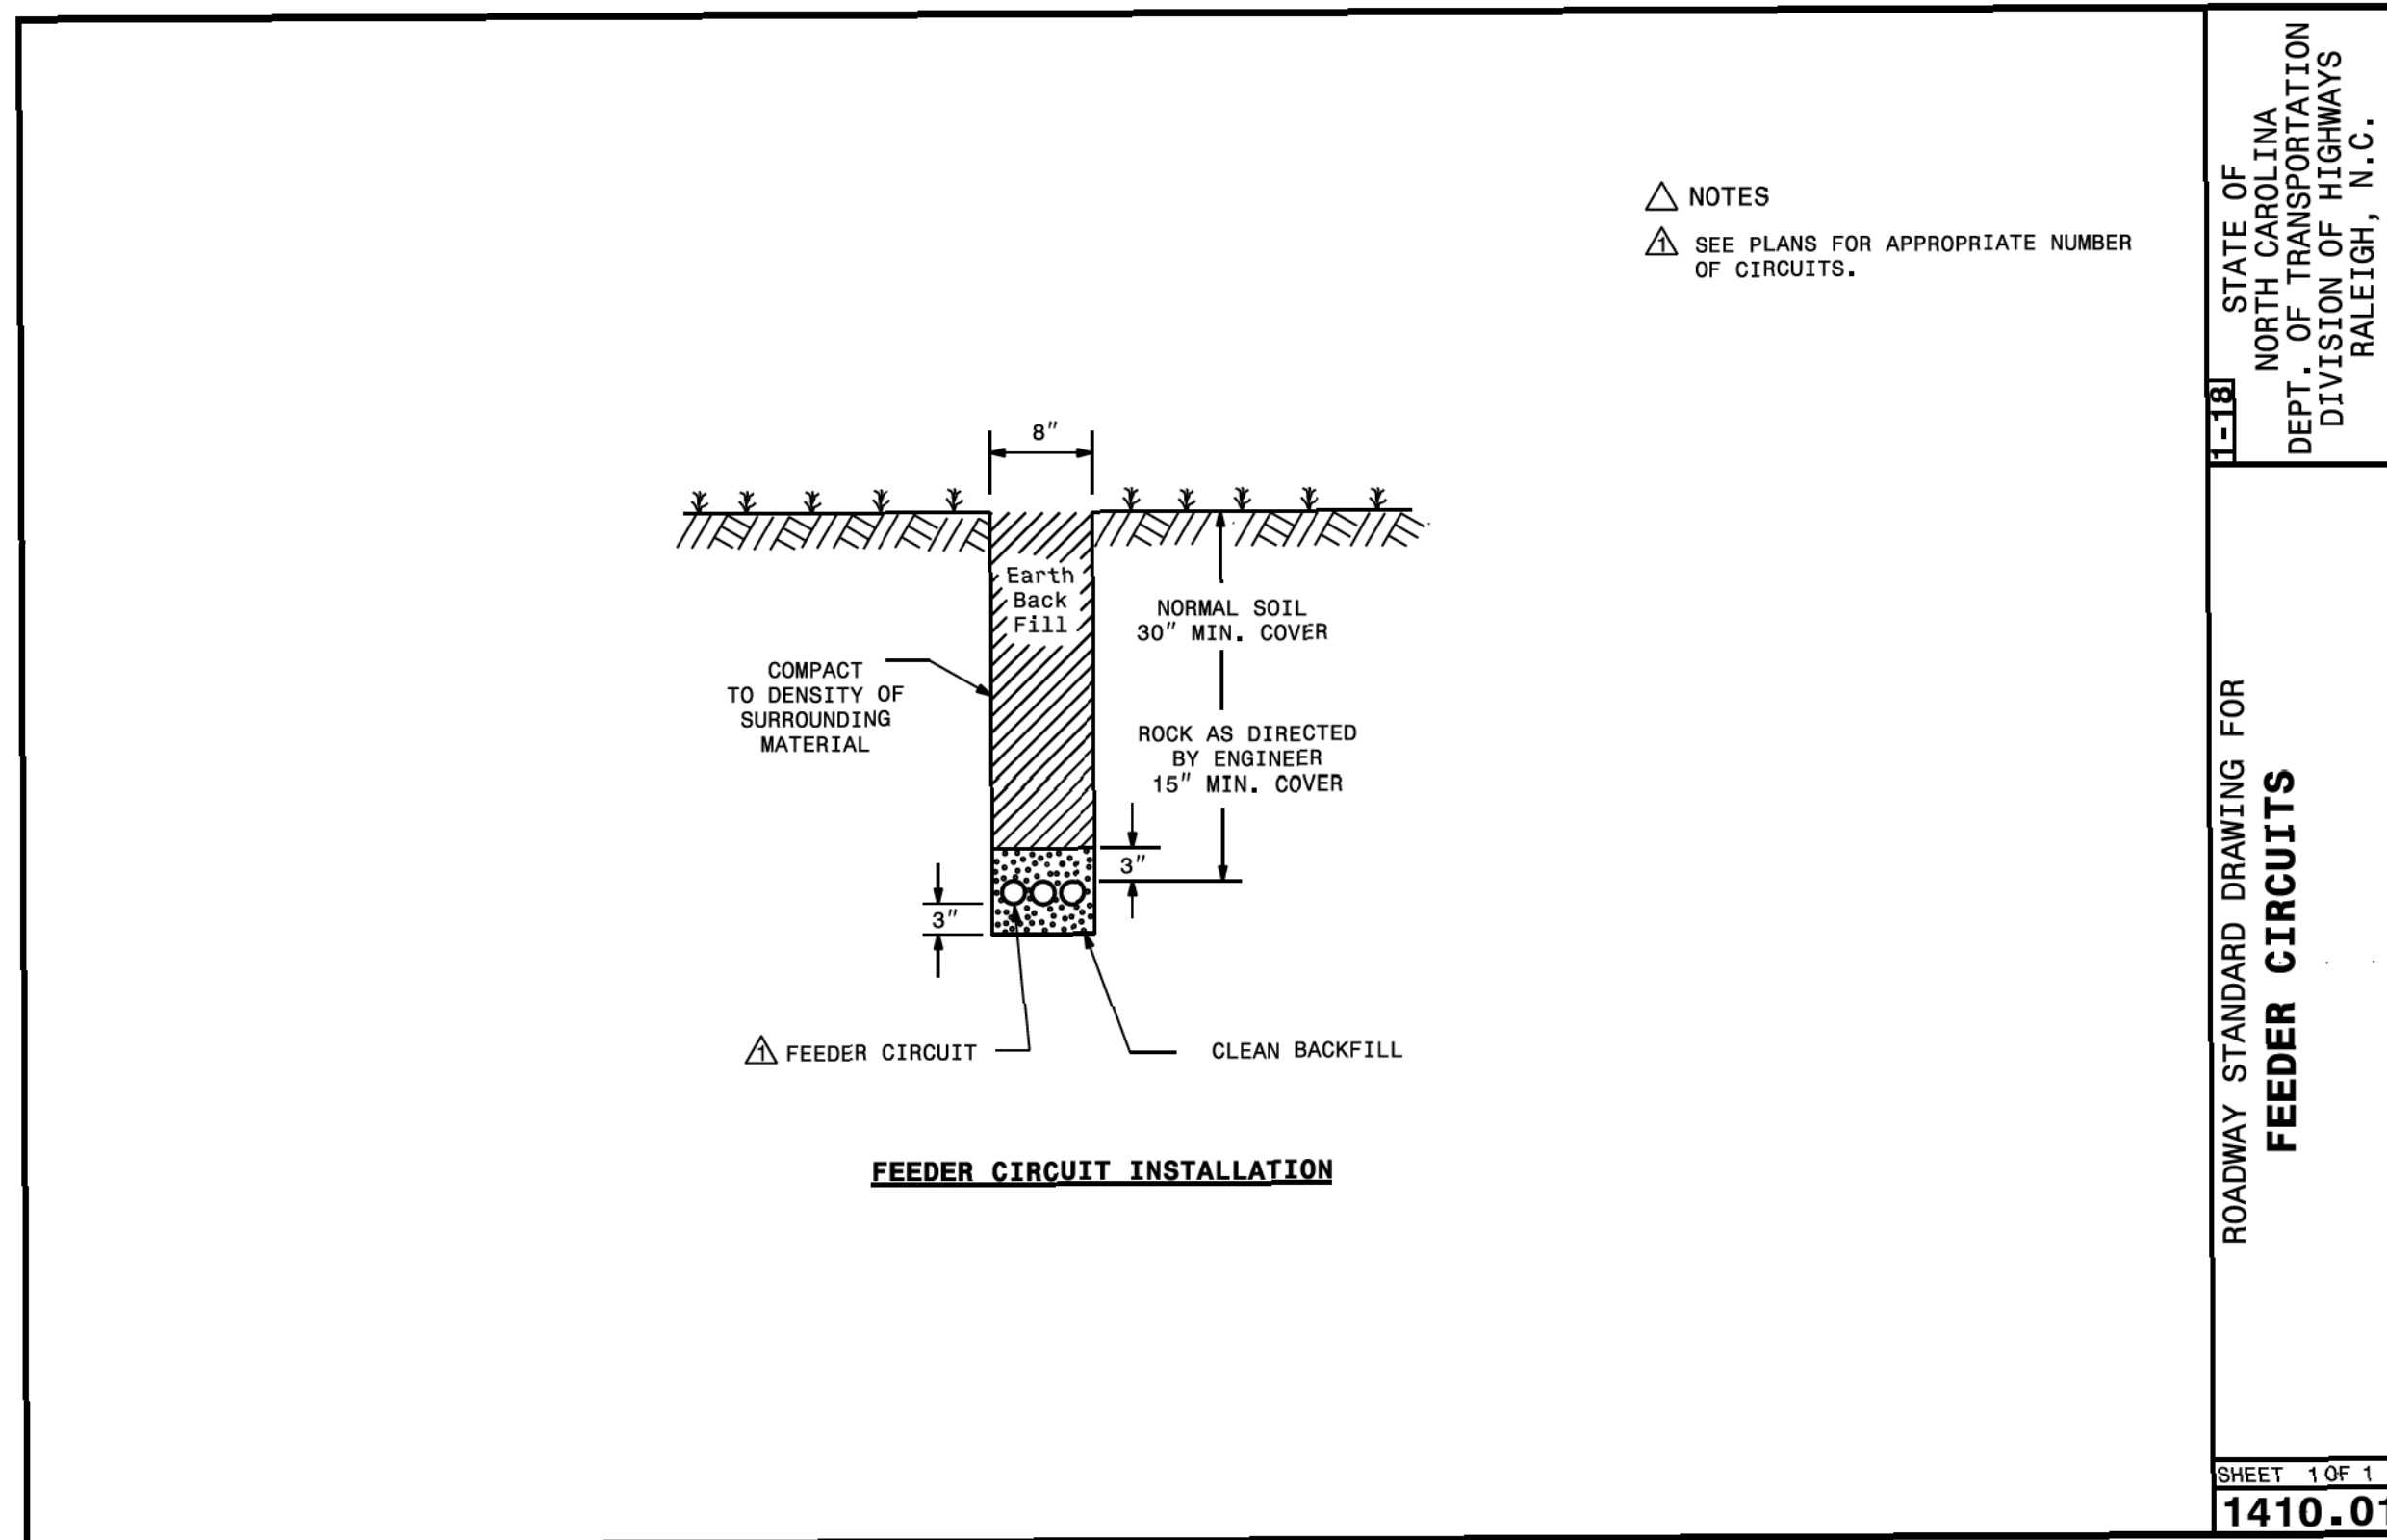 NOTES
1 SEE PLANS FOR APPROPRIATE NUMBER
OF CIRCUITS.
8"
Earth
Back
Fill
NORMAL SOIL
30" MIN. COVER
COMPACT
TO DENSITY OF
SURROUNDING
MATERIAL
ROCK AS DIRECTED
BY ENGINEER
15" MIN. COVER
3"
3"
1 FEEDER CIRCUIT
CLEAN BACKFILL
FEEDER CIRCUIT INSTALLATION
STATE OF
NORTH CAROLINA
DEPT. OF TRANSPORTATION
DIVISION OF HIGHWAYS
RALEIGH, N.C.
1-18
ROADWAY STANDARD DRAWING FOR
FEEDER CIRCUITS
SHEET 1 OF 1
1410.01